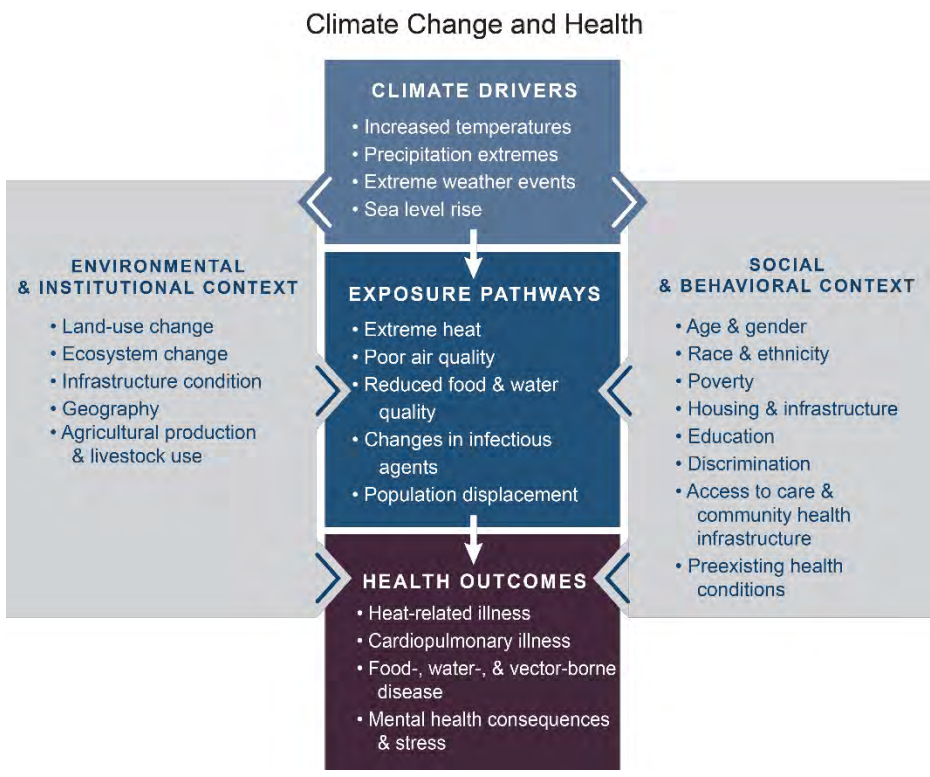 Climate Change and Health
CLIMATE DRIVERS
• Increased temperatures
• Precipitation extremes
• Extreme weather events
• Sea level rise
ENVIRONMENTAL
& INSTITUTIONAL CONTEXT
• Land-use change
• Ecosystem change
• Infrastructure condition
• Geography
• Agricultural production
& livestock use
EXPOSURE PATHWAYS
• Extreme heat
• Poor air quality
• Reduced food & water
quality
• Changes in infectious
agents
• Population displacement
SOCIAL
& BEHAVIORAL CONTEXT
• Age & gender
• Race & ethnicity
• Poverty
• Housing & infrastructure
• Education
• Discrimination
• Access to care &
community health
infrastructure
• Preexisting health
conditions
HEALTH OUTCOMES
• Heat-related illness
• Cardiopulmonary illness
• Food-, water-, & vector-borne
disease
• Mental health consequences
& stress